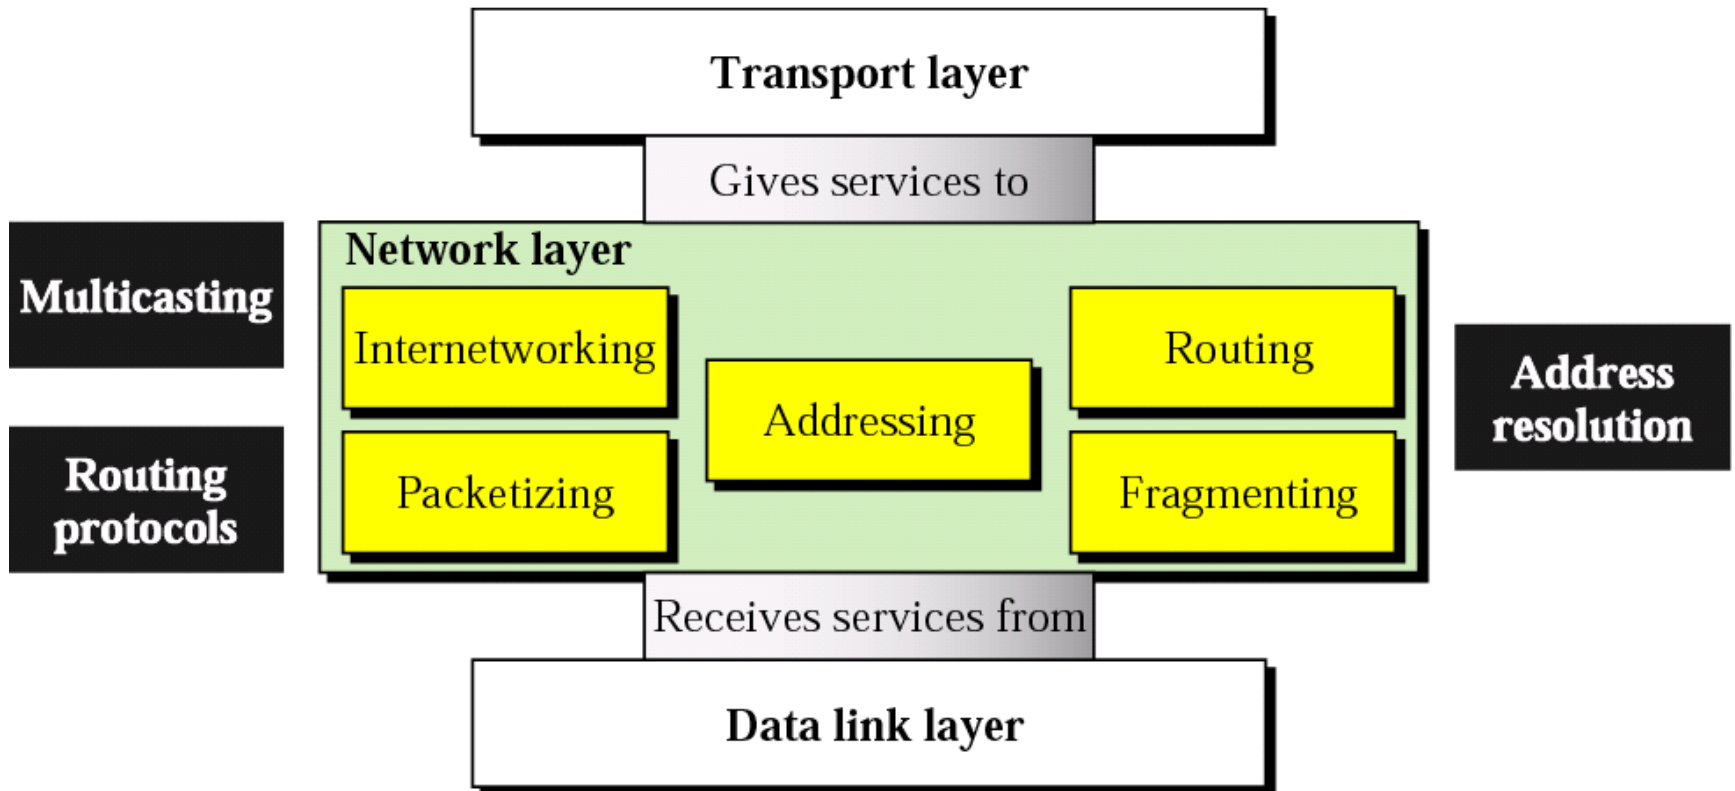 Transport layer
Gives services to
Multicasting
Network layer
Internetworking
Routing
Address
resolution
Addressing
Routing
protocols
Packetizing
Fragmenting
Receives services from
Data link layer